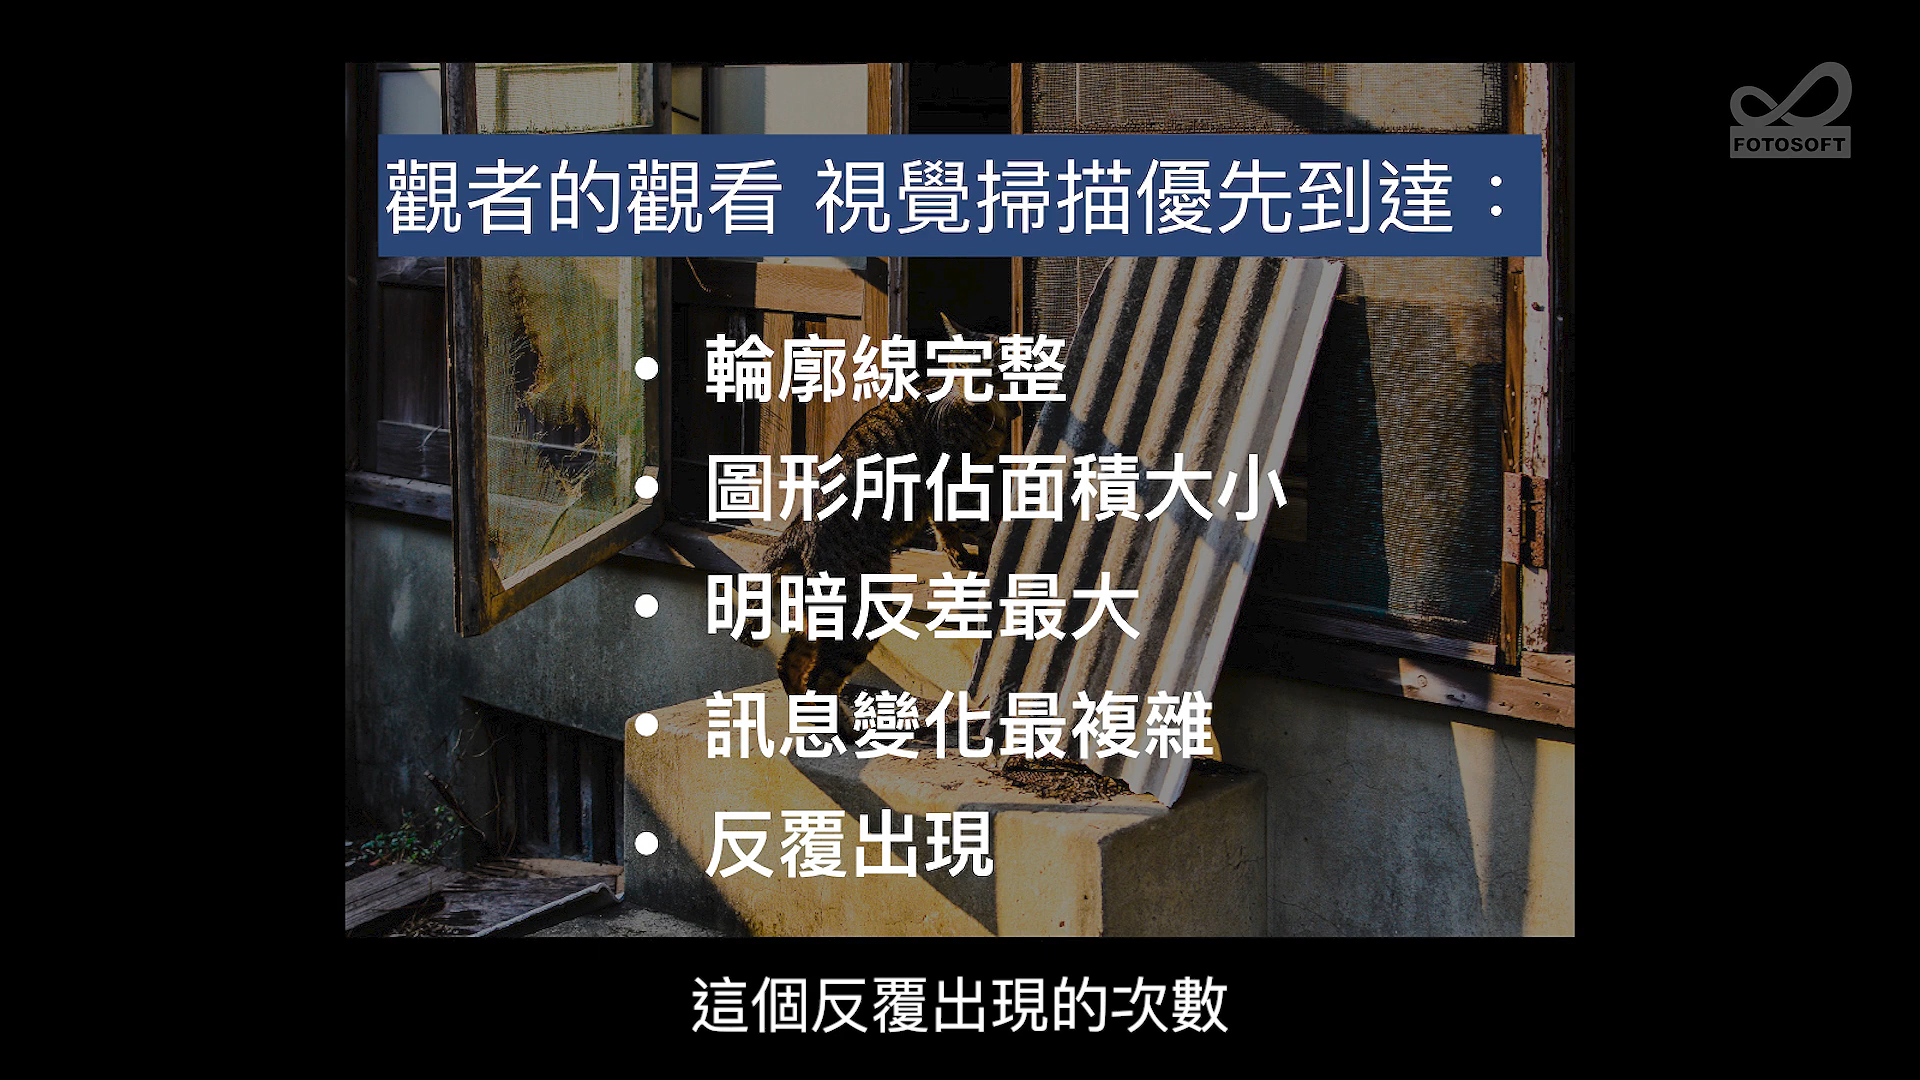 FOTOSOFT
觀者的觀看 視覺掃描優先到達：
• 輪廓線完整
• 圖形所佔面積大小
• 明暗反差最大
• 訊息變化最複雜
• 反覆出現
這個反覆出現的次數